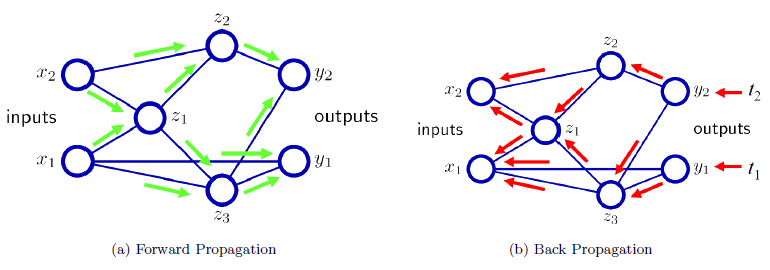 z₂
x₂
y₂
inputs
z₁
outputs
x₁
y₁
z₃
(a) Forward Propagation
z₂
x₂
y₂
t₂
inputs
z₁
outputs
x₁
y₁
t₁
z₃
(b) Back Propagation